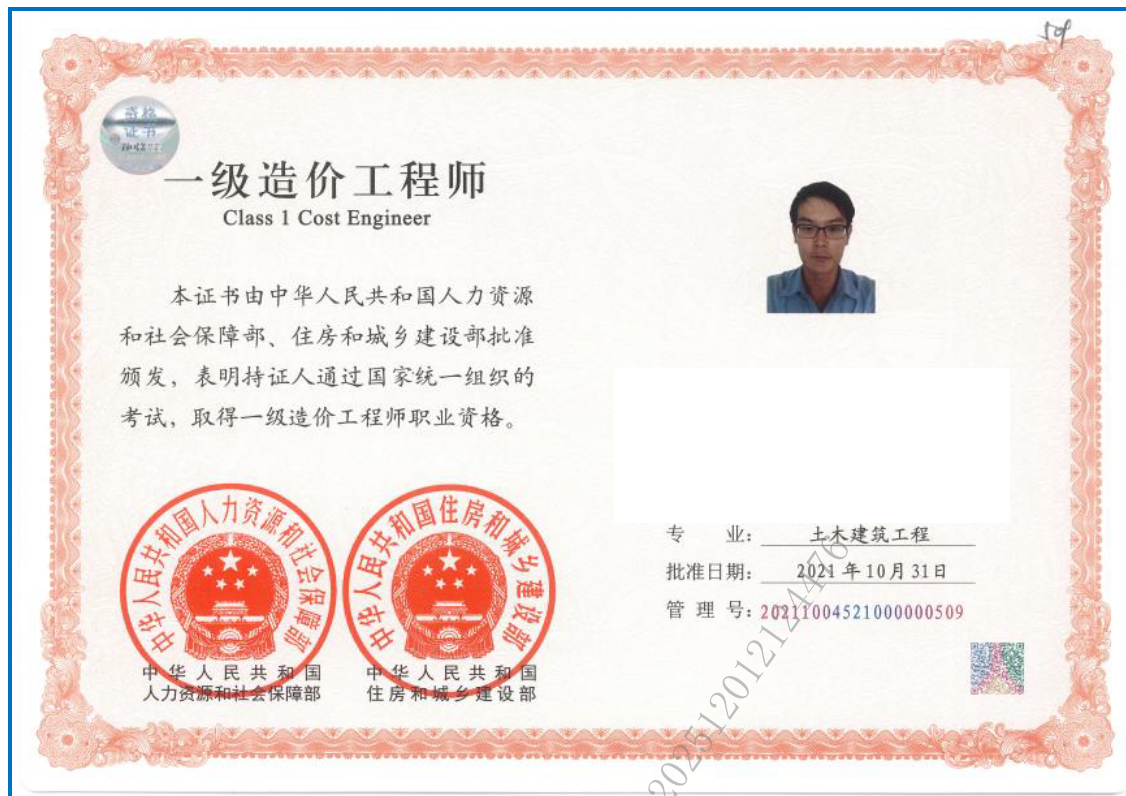 509
资格
证书
一级造价工程师
Class 1 Cost Engineer
本证书由中华人民共和国人力资源
和社会保障部、住房和城乡建设部批准
颁发，表明持证人通过国家统一组织的
考试，取得一级造价工程师职业资格。
中华人民共和国人力资源和社会保障部
中华人民共和国住房和城乡建设部
中华人民共和国
人力资源和社会保障部
中华人民共和国
住房和城乡建设部
专 业：土木建筑工程
批准日期：2021年10月31日
管 理 号：20211004521000000509